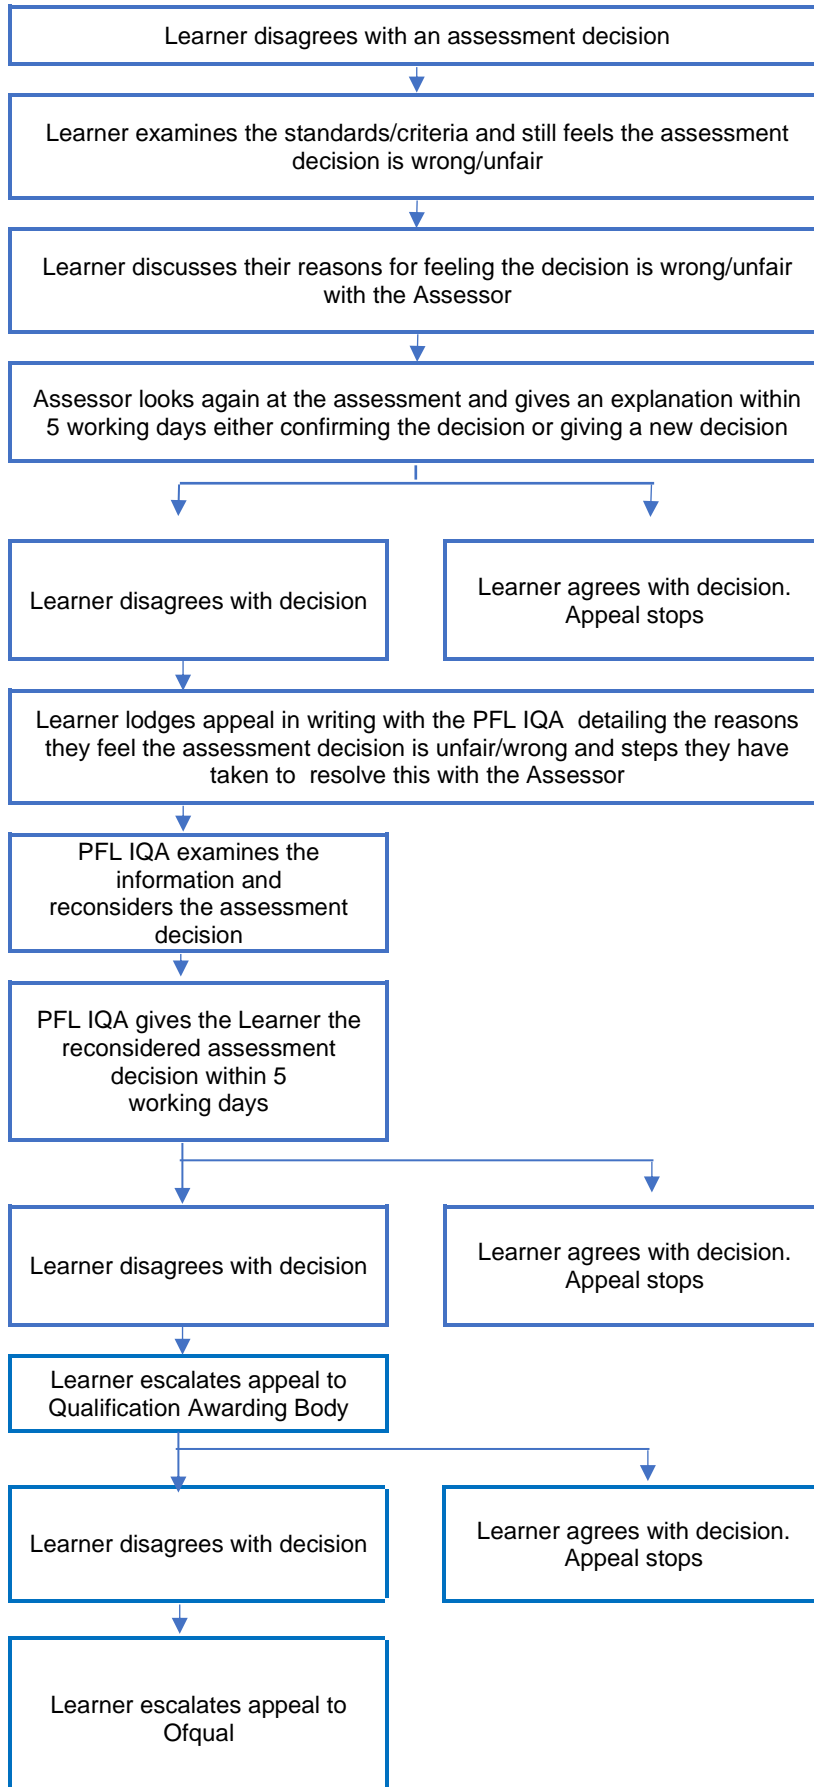 Learner disagrees with an assessment decision
Learner examines the standards/criteria and still feels the assessment
decision is wrong/unfair
Learner discusses their reasons for feeling the decision is wrong/unfair
with the Assessor
Assessor looks again at the assessment and gives an explanation within
5 working days either confirming the decision or giving a new decision
Learner disagrees with decision
Learner agrees with decision.
Appeal stops
Learner lodges appeal in writing with the PFL IQA detailing the reasons
they feel the assessment decision is unfair/wrong and steps they have
taken to resolve this with the Assessor
PFL IQA examines the
information and
reconsiders the assessment
decision
PFL IQA gives the Learner the
reconsidered assessment
decision within 5
working days
Learner disagrees with decision
Learner agrees with decision.
Appeal stops
Learner escalates appeal to
Qualification Awarding Body
Learner disagrees with decision
Learner agrees with decision.
Appeal stops
Learner escalates appeal to
Ofqual